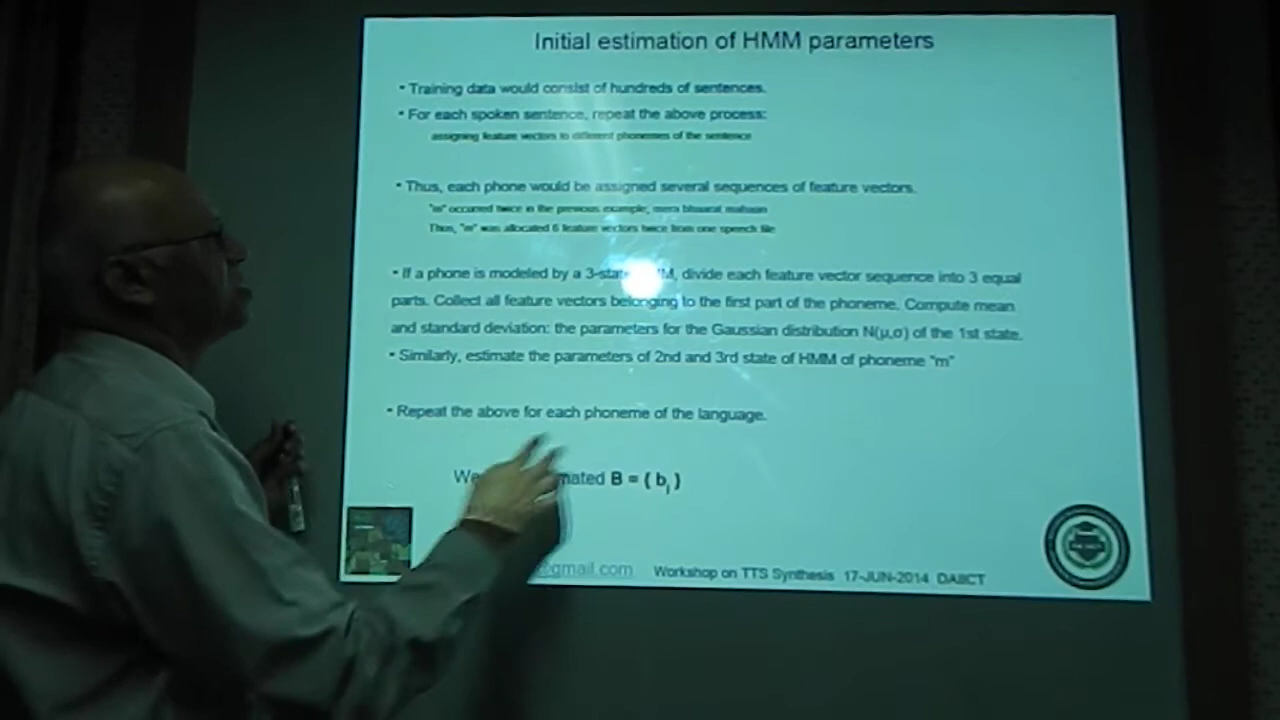 Initial estimation of HMM parameters
• Training data would consist of hundreds of sentences.
• For each spoken sentence, repeat the above process:
assigning feature vectors to different phonemes of the sentence
• Thus, each phone would be assigned several sequences of feature vectors.
"m" occurred twice in the previous example; mera bhaarat mahaan
Thus, "m" was allocated 6 feature vectors twice from one speech file
• If a phone is modeled by a 3-state HMM, divide each feature vector sequence into 3 equal
parts. Collect all feature vectors belonging to the first part of the phoneme. Compute mean
and standard deviation: the parameters for the Gaussian distribution N(μ,σ) of the 1st state.
• Similarly, estimate the parameters of 2nd and 3rd state of HMM of phoneme "m"
• Repeat the above for each phoneme of the language.
We mated B = { bj }
@gmail.com Workshop on TTS Synthesis 17-JUN-2014 DAIICT